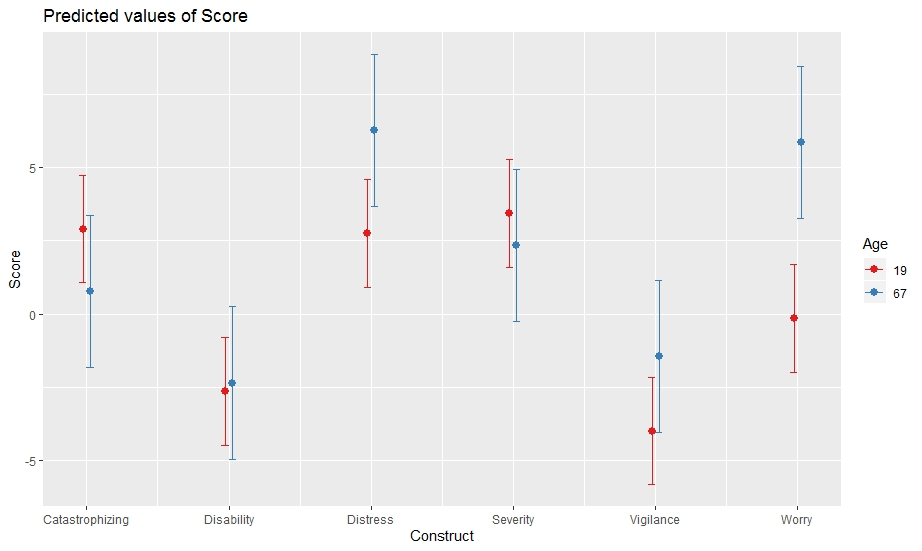 Predicted values of Score
5
0
-5
Score
Catastrophizing Disability Distress Severity Vigilance Worry
Construct
Age
19
67